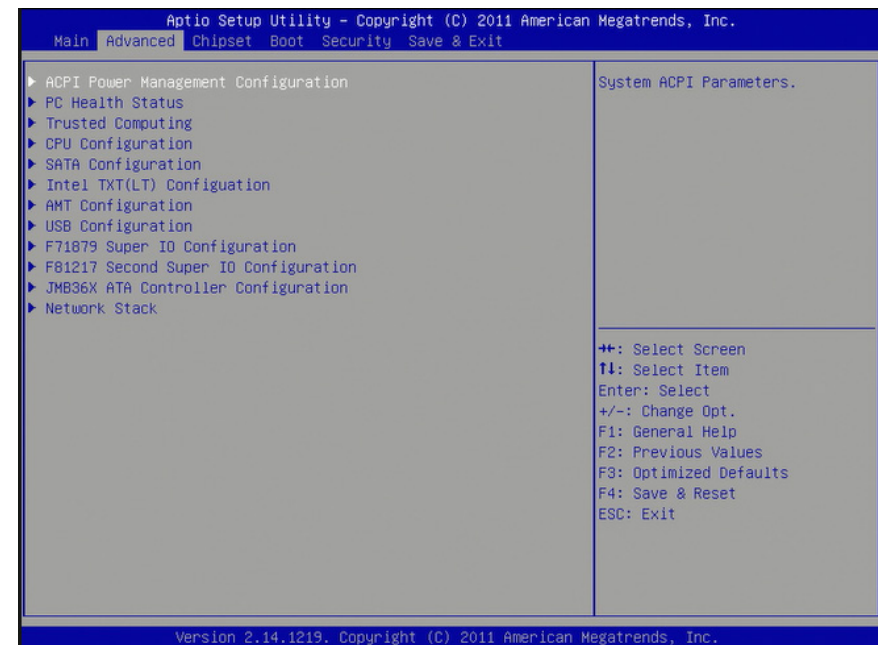 Aptio Setup Utility – Copyright (C) 2011 American Megatrends, Inc.
Main Advanced Chipset Boot Security Save & Exit
ACPI Power Management Configuration
PC Health Status
Trusted Computing
CPU Configuration
SATA Configuration
Intel TXT(LT) Configuation
AMT Configuration
USB Configuration
F71879 Super IO Configuration
F81217 Second Super IO Configuration
JMB36X ATA Controller Configuration
Network Stack
System ACPI Parameters.
→←: Select Screen
↑↓: Select Item
Enter: Select
+/-: Change Opt.
F1: General Help
F2: Previous Values
F3: Optimized Defaults
F4: Save & Reset
ESC: Exit
Version 2.14.1219. Copyright (C) 2011 American Megatrends, Inc.